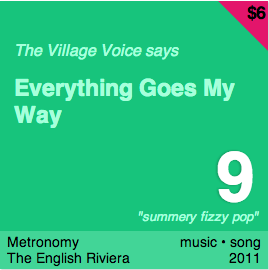 $6
The Village Voice says
Everything Goes My
Way
9
"summery fizzy pop"
Metronomy music • song
The English Riviera 2011